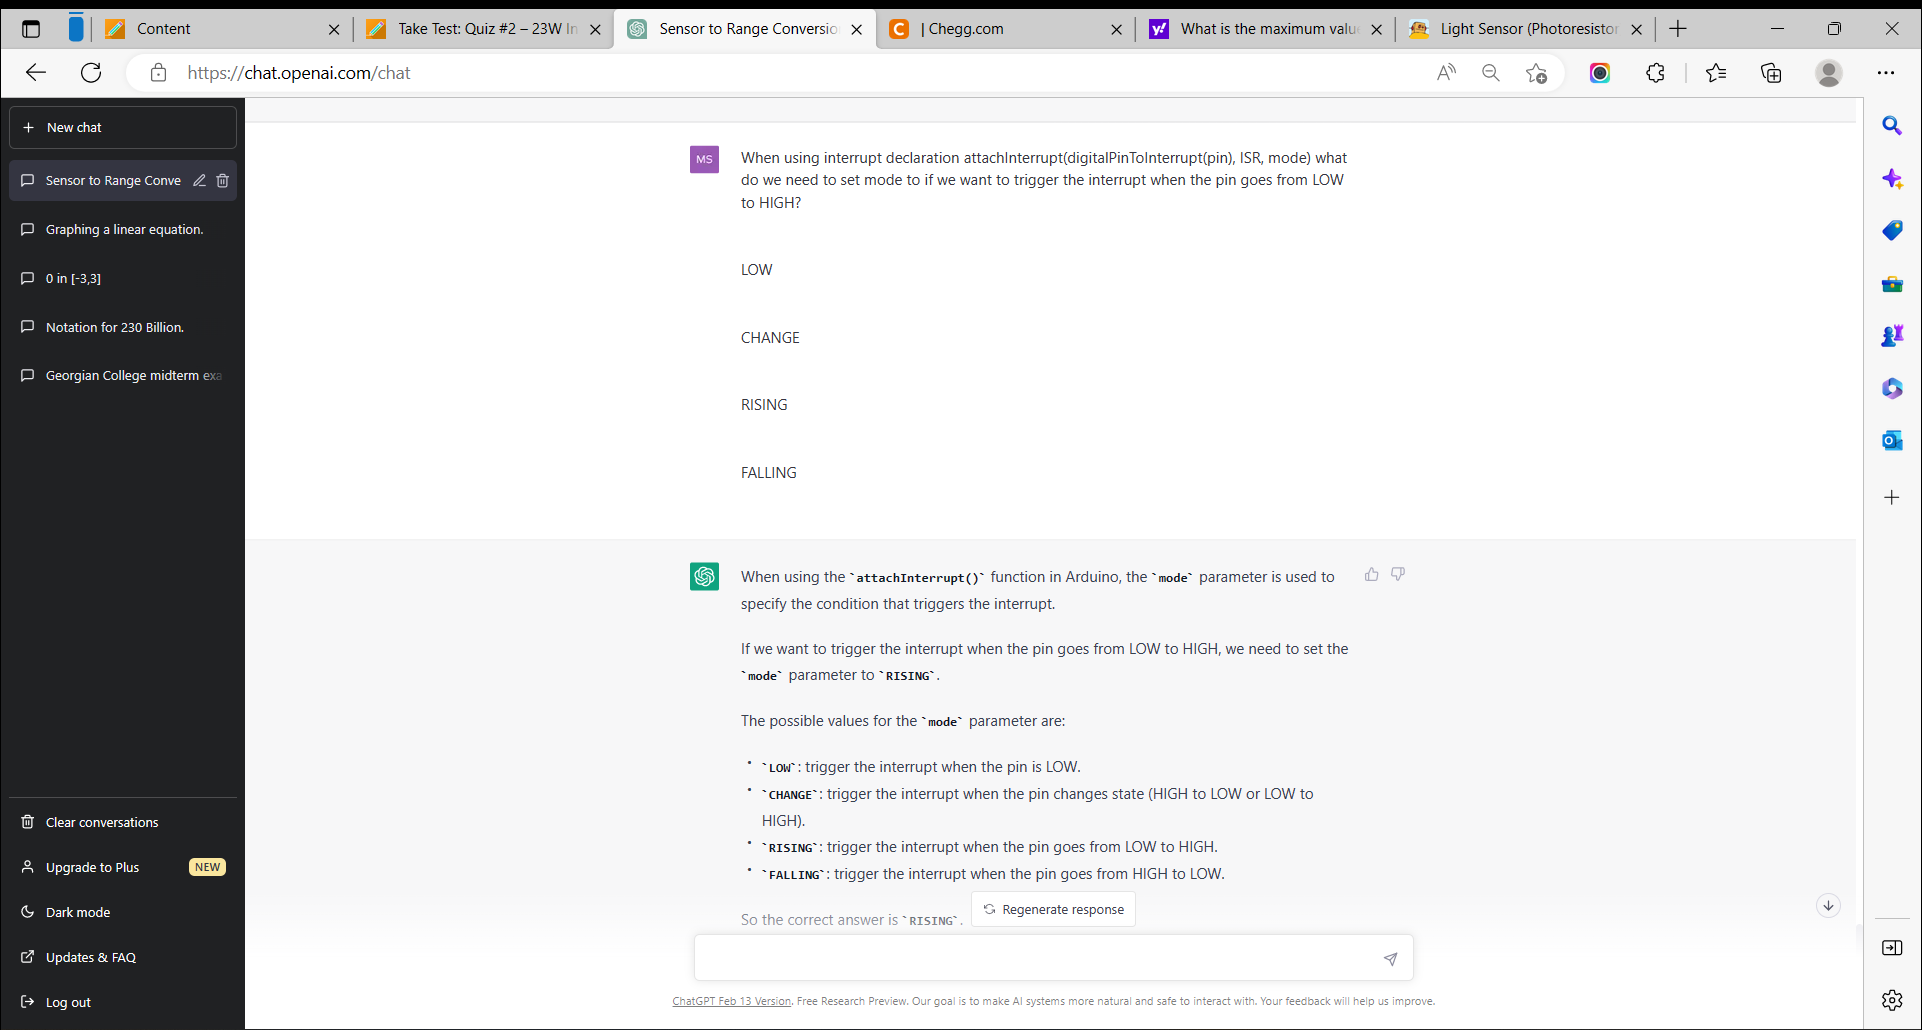 Content
Take Test: Quiz #2 – 23W In
Sensor to Range Conversio
| Chegg.com
What is the maximum value
Light Sensor (Photoresistor
https://chat.openai.com/chat
New chat
Sensor to Range Conve
Graphing a linear equation.
0 in [-3,3]
Notation for 230 Billion.
Georgian College midterm exa
Clear conversations
Upgrade to Plus NEW
Dark mode
Updates & FAQ
Log out
MS
When using interrupt declaration attachInterrupt(digitalPinToInterrupt(pin), ISR, mode) what
do we need to set mode to if we want to trigger the interrupt when the pin goes from LOW
to HIGH?
LOW
CHANGE
RISING
FALLING
When using the `attachInterrupt()` function in Arduino, the `mode` parameter is used to
specify the condition that triggers the interrupt.
If we want to trigger the interrupt when the pin goes from LOW to HIGH, we need to set the
`mode` parameter to `RISING`.
The possible values for the `mode` parameter are:
• `LOW`: trigger the interrupt when the pin is LOW.
• `CHANGE`: trigger the interrupt when the pin changes state (HIGH to LOW or LOW to
HIGH).
• `RISING`: trigger the interrupt when the pin goes from LOW to HIGH.
• `FALLING`: trigger the interrupt when the pin goes from HIGH to LOW.
So the correct answer is `RISING`.
Regenerate response
ChatGPT Feb 13 Version. Free Research Preview. Our goal is to make AI systems more natural and safe to interact with. Your feedback will help us improve.